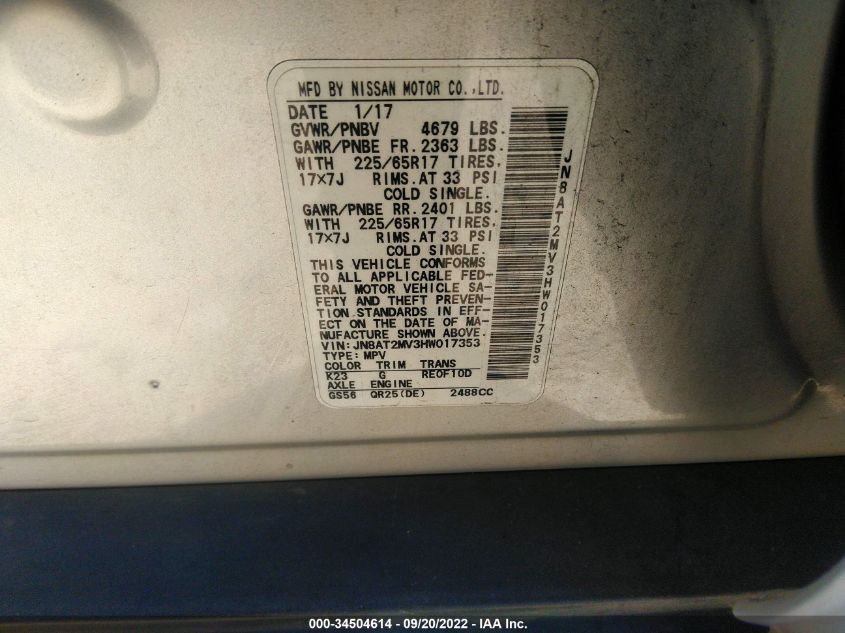 MFD BY NISSAN MOTOR CO.,LTD.
DATE 1/17
GVWR/PNBV 4679 LBS.
GAWR/PNBE FR. 2363 LBS.
WITH 225/65R17 TIRES.
17×7J RIMS. AT 33 PSI
COLD SINGLE.
GAWR/PNBE RR. 2401 LBS.
WITH 225/65R17 TIRES.
17×7J RIMS. AT 33 PSI
COLD SINGLE.
THIS VEHICLE CONFORMS
TO ALL APPLICABLE FED-
ERAL MOTOR VEHICLE SA-
FETY AND THEFT PREVEN-
TION STANDARDS IN EFF-
ECT ON THE DATE OF MA-
NUFACTURE SHOWN ABOVE.
VIN: JN8AT2MV3HW017353
TYPE: MPV
COLOR TRIM TRANS
K23 G RE0F10D
AXLE ENGINE
GS56 QR25(DE) 2488CC
JN8AT2MV3HW017353
000-34504614 - 09/20/2022 - IAA Inc.